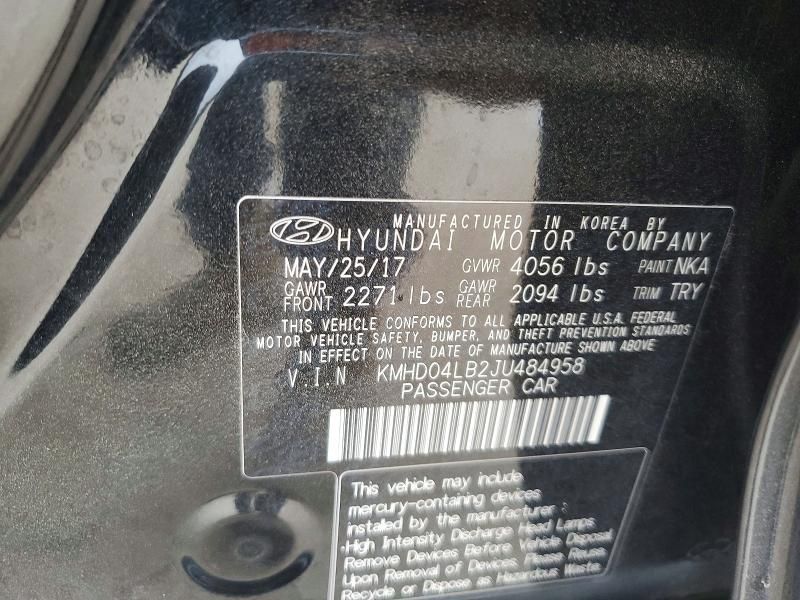 MANUFACTURED IN KOREA BY
HYUNDAI MOTOR COMPANY
MAY/25/17 GVWR 4056 lbs PAINT NKA
GAWR FRONT 2271 lbs GAWR REAR 2094 lbs TRIM TRY
THIS VEHICLE CONFORMS TO ALL APPLICABLE U.S.A. FEDERAL
MOTOR VEHICLE SAFETY, BUMPER, AND THEFT PREVENTION STANDARDS
IN EFFECT ON THE DATE OF MANUFACTURE SHOWN ABOVE
V.I.N KMHD04LB2JU484958
PASSENGER CAR
This vehicle may include
mercury-containing devices
installed by the manufacturer :
-High Intensity Discharge Head Lamps
Remove Devices Before Vehicle Disposal
Upon Removal of Devices Please Reuse,
Recycle or Dispose as Hazardous Waste.